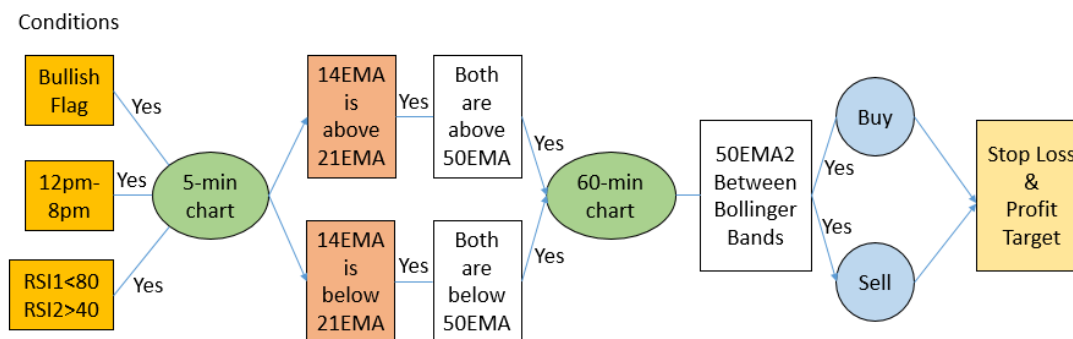 Conditions
Bullish
Flag
Yes
12pm-
8pm
Yes
RSI1<80
RSI2>40
Yes
5-min
chart
14EMA
is
above
21EMA
Yes
Both
are
above
50EMA
Yes
14EMA
is
below
21EMA
Yes
Both
are
below
50EMA
Yes
60-min
chart
50EMA2
Between
Bollinger
Bands
Yes
Buy
Yes
Sell
Stop Loss
&
Profit
Target